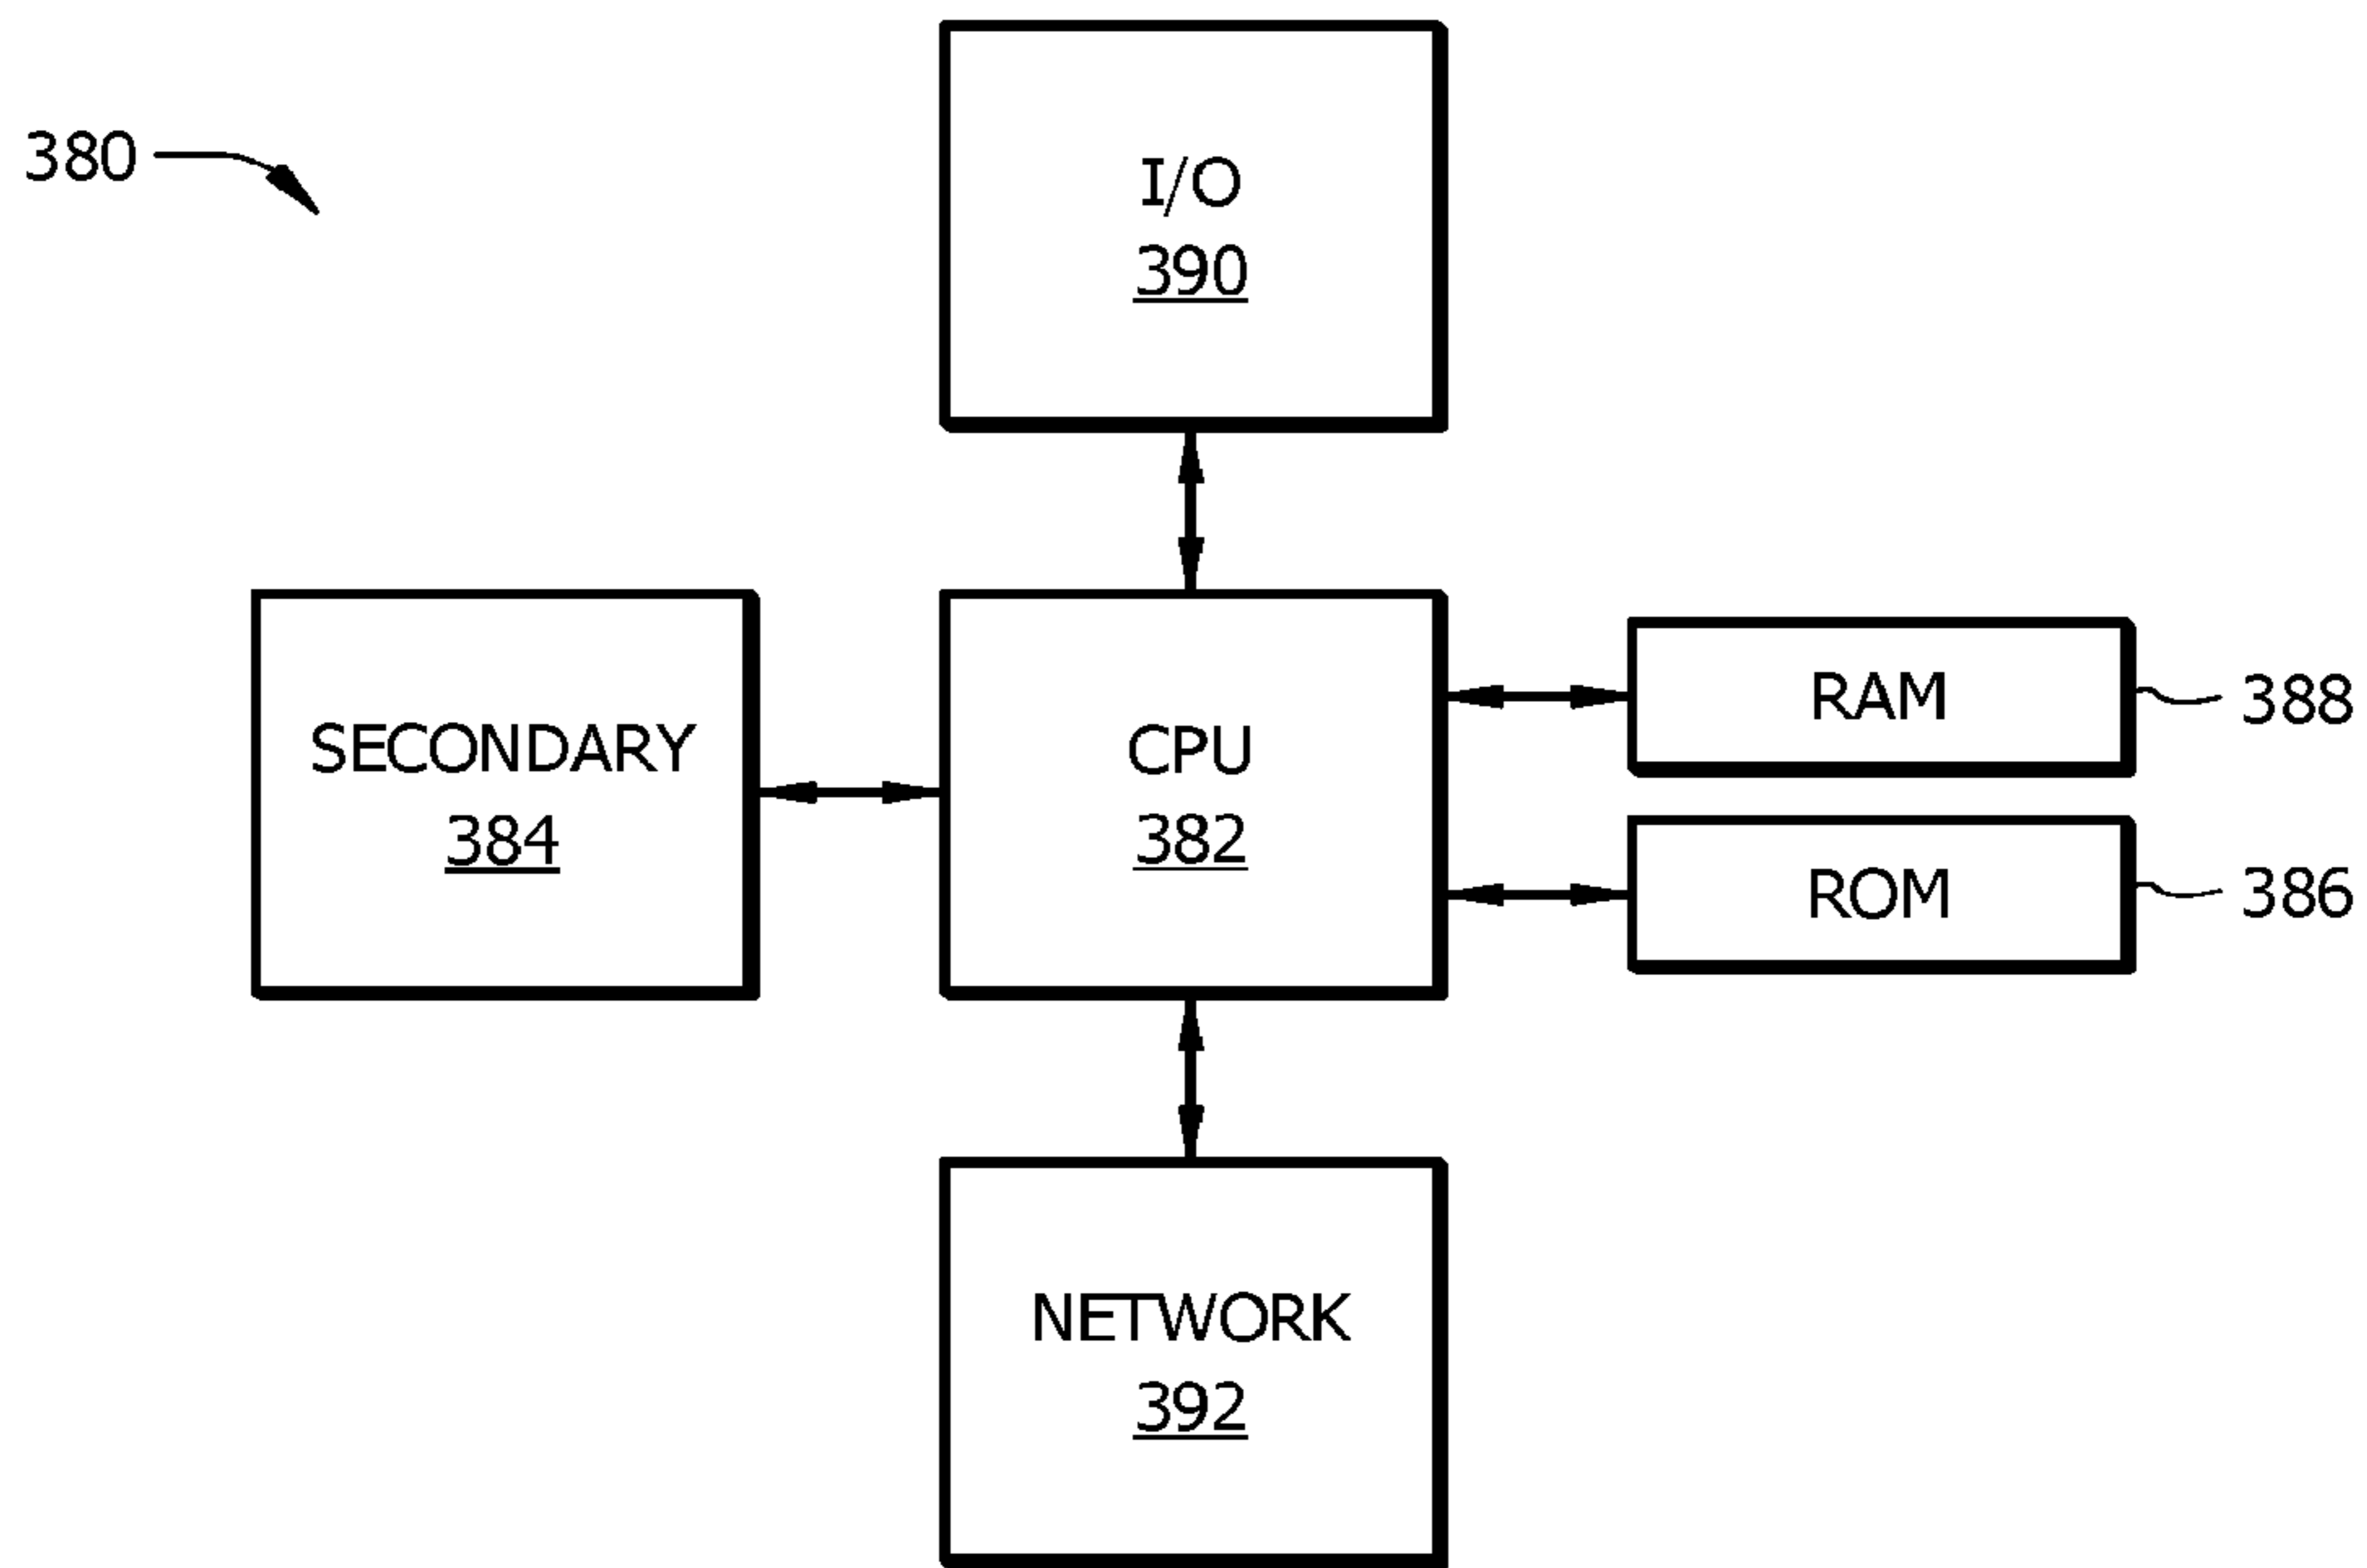 380
I/O
390
SECONDARY
384
CPU
382
RAM
388
ROM
386
NETWORK
392